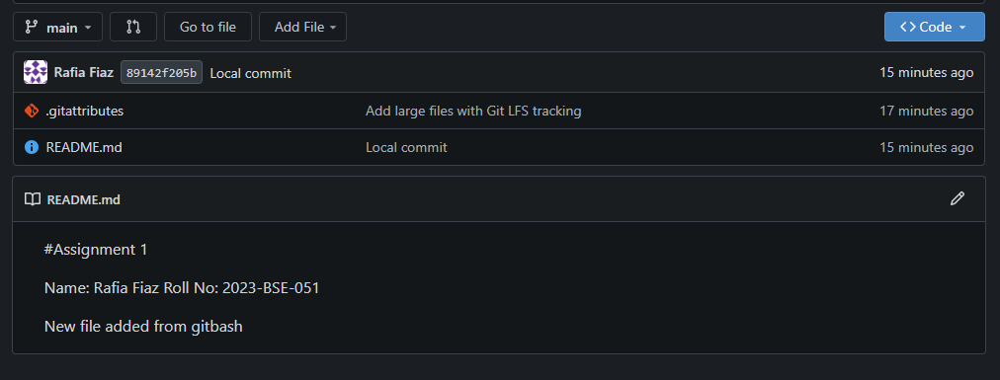 main Go to file Add File Code
Rafia Fiaz 89142f205b Local commit 15 minutes ago
.gitattributes Add large files with Git LFS tracking 17 minutes ago
README.md Local commit 15 minutes ago
README.md
#Assignment 1
Name: Rafia Fiaz Roll No: 2023-BSE-051
New file added from gitbash